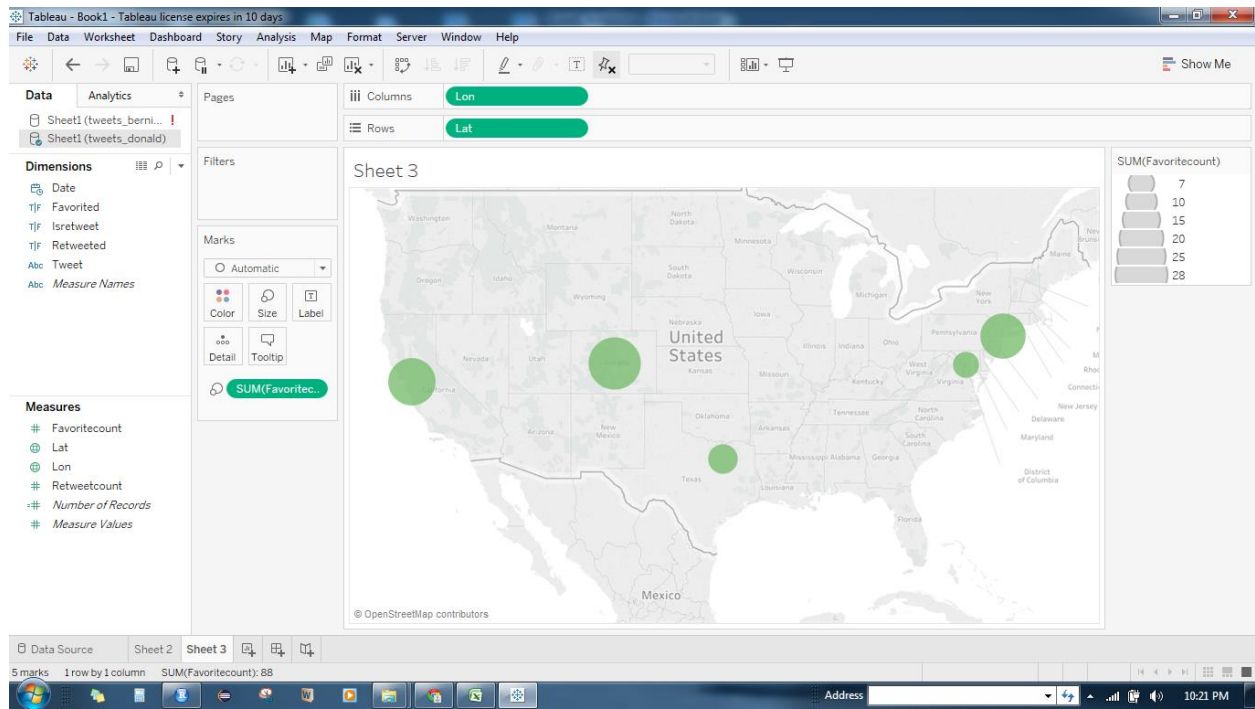 Tableau - Book1 - Tableau license expires in 10 days
File Data Worksheet Dashboard Story Analysis Map Format Server Window Help
Show Me
Data Analytics
Pages
iii Columns Lon
Sheet1 (tweets_berni... !
Sheet1 (tweets_donald)
Rows Lat
Dimensions
Filters
Sheet 3
SUM(Favoritecount)
7
10
15
20
25
28
Date
T|F Favorited
T|F Isretweet
T|F Retweeted
Abc Tweet
Abc Measure Names
Marks
Automatic
Color Size Label
Detail Tooltip
SUM(Favoritec..
Measures
# Favoritecount
Lat
Lon
# Retweetcount
=# Number of Records
# Measure Values
Washington
Montana
North
Dakota
Minnesota
Maine
Oregon
Idaho
South
Dakota
Wisconsin
Michigan
New
York
Wyoming
Iowa
Nebraska
United
States
Illinois Indiana Ohio
Pennsylvania
Nevada
Utah
Kansas
Missouri
West
Virginia
Kentucky
Virginia
Connecti
New Jersey
Delaware
Maryland
District
of Columbia
Arizona
New
Mexico
Oklahoma
Arkansas
Tennessee
North
Carolina
South
Carolina
Mississippi Alabama Georgia
Texas
Louisiana
Florida
Mexico
© OpenStreetMap contributors
Data Source Sheet 2 Sheet 3
5 marks 1 row by 1 column SUM(Favoritecount): 88
Address
10:21 PM